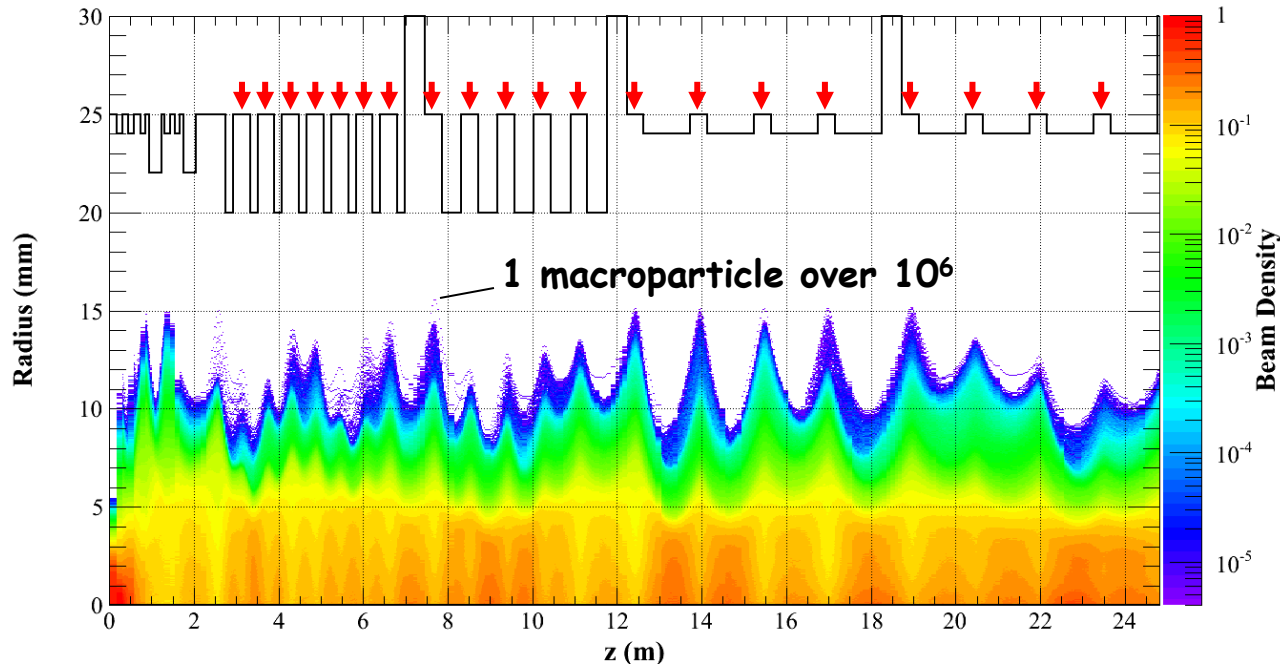 30
25
20
15
10
5
0
Radius (mm)
1 macroparticle over 10⁶
0 2 4 6 8 10 12 14 16 18 20 22 24
z (m)
1
10⁻¹
10⁻²
10⁻³
10⁻⁴
10⁻⁵
Beam Density